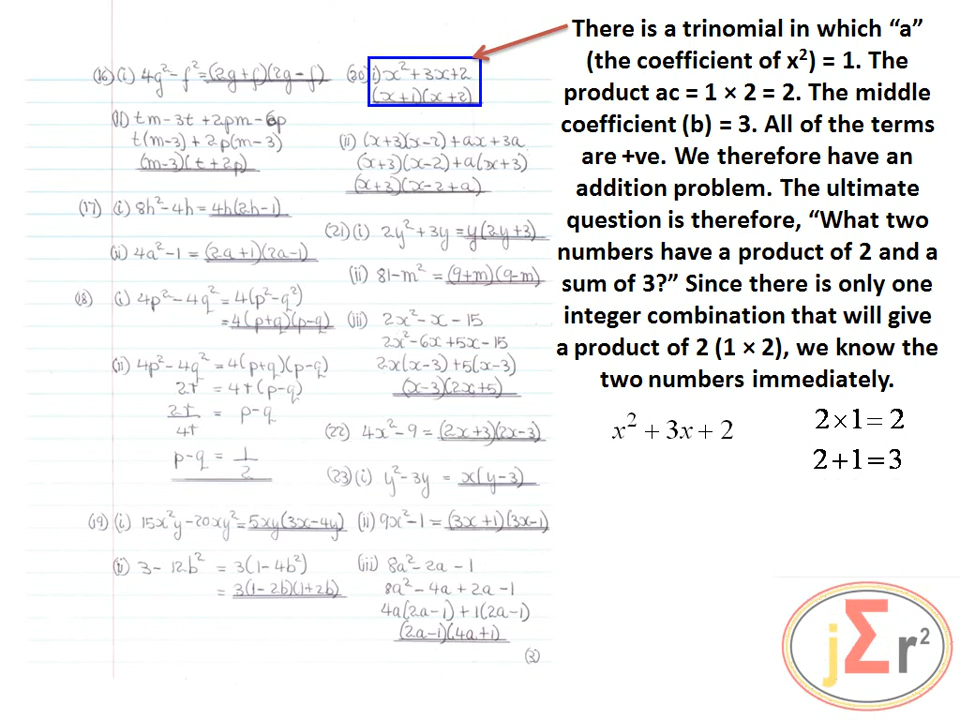 (16) (i) 4g² - f² = (2g+f)(2g-f)
(ii) tm - 3t + 2pm - 6p
t(m-3) + 2p(m-3)
(m-3)(t+2p)
(17) (i) 8h² - 4h = 4h(2h-1)
(ii) 4a² - 1 = (2a+1)(2a-1)
(18) (i) 4p² - 4q² = 4(p²-q²)
= 4(p+q)(p-q)
(ii) 4p² - 4q² = 4(p+q)(p-q)
2t = 4t(p-q)
2t/4t = p-q
p-q = 1/2
(19) (i) 15x²y - 20xy² = 5xy(3x-4y)
(ii) 3 - 12b² = 3(1-4b²)
= 3(1-2b)(1+2b)
(20) i) x² + 3x + 2
(x+1)(x+2)
(ii) (x+3)(x-2) + ax + 3a
(x+3)(x-2) + a(x+3)
(x+3)(x-2+a)
(21) (i) 2y² + 3y = y(2y+3)
(ii) 81 - m² = (9+m)(9-m)
(iii) 2x² - x - 15
2x² - 6x + 5x - 15
2x(x-3) + 5(x-3)
(x-3)(2x+5)
(22) 4x² - 9 = (2x+3)(2x-3)
(23) (i) y² - 3y = x(y-3)
(ii) 9x² - 1 = (3x+1)(3x-1)
(iii) 8a² - 2a - 1
8a² - 4a + 2a - 1
4a(2a-1) + 1(2a-1)
(2a-1)(4a+1)
(3)
There is a trinomial in which “a”
(the coefficient of x²) = 1. The
product ac = 1 × 2 = 2. The middle
coefficient (b) = 3. All of the terms
are +ve. We therefore have an
addition problem. The ultimate
question is therefore, “What two
numbers have a product of 2 and a
sum of 3?” Since there is only one
integer combination that will give
a product of 2 (1 × 2), we know the
two numbers immediately.
x² + 3x + 2
2 × 1 = 2
2 + 1 = 3
jΣr²